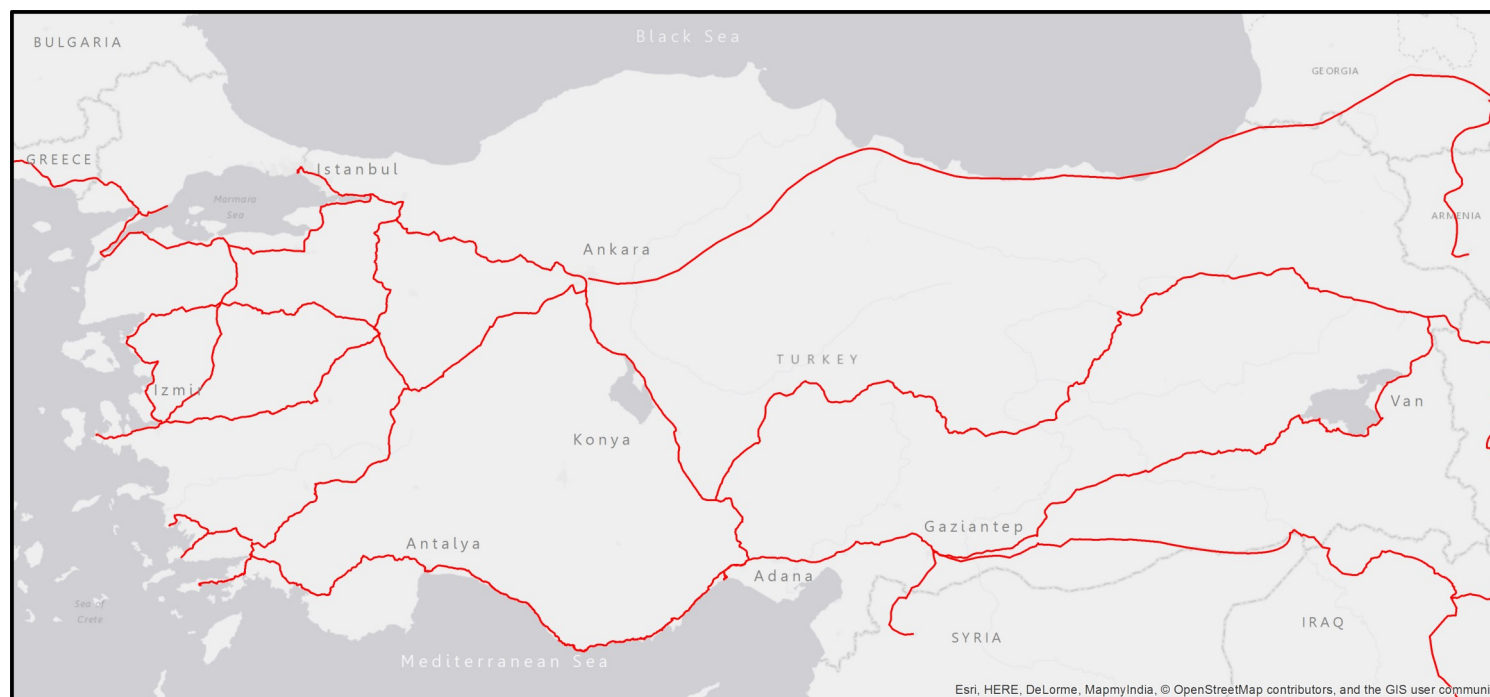 Black Sea
BULGARIA
GEORGIA
GREECE
Istanbul
Marmara
Sea
ARMENIA
Ankara
TURKEY
Izmir
Van
Konya
Gaziantep
Antalya
Adana
Sea of
Crete
IRAQ
SYRIA
Mediterranean Sea
Esri, HERE, DeLorme, MapmyIndia, © OpenStreetMap contributors, and the GIS user communi